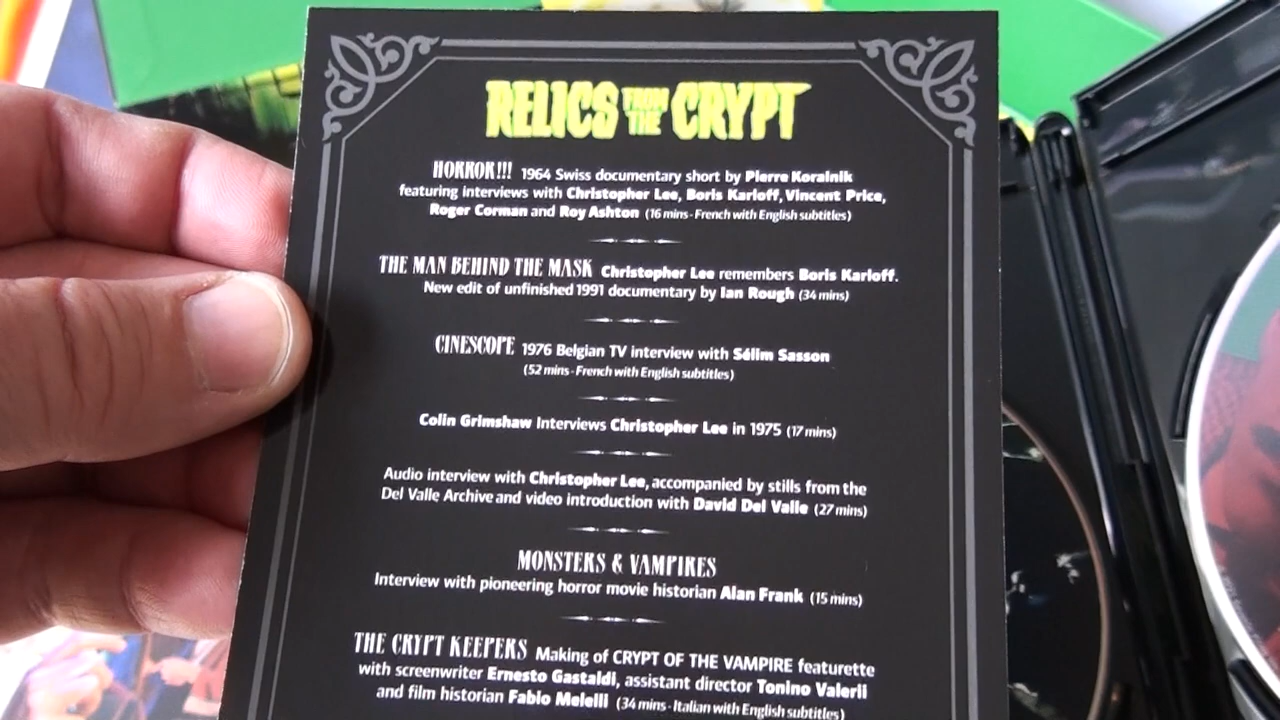 RELICS FROM THE CRYPT
HORROR!!! 1964 Swiss documentary short by Pierre Koralnik
featuring interviews with Christopher Lee, Boris Karloff, Vincent Price,
Roger Corman and Roy Ashton (16 mins - French with English subtitles)
THE MAN BEHIND THE MASK Christopher Lee remembers Boris Karloff.
New edit of unfinished 1991 documentary by Ian Rough (34 mins)
CINESCOPE 1976 Belgian TV interview with Sélim Sasson
(52 mins - French with English subtitles)
Colin Grimshaw Interviews Christopher Lee in 1975 (17 mins)
Audio interview with Christopher Lee, accompanied by stills from the
Del Valle Archive and video introduction with David Del Valle (27 mins)
MONSTERS & VAMPIRES
Interview with pioneering horror movie historian Alan Frank (15 mins)
THE CRYPT KEEPERS Making of CRYPT OF THE VAMPIRE featurette
with screenwriter Ernesto Gastaldi, assistant director Tonino Valerii
and film historian Fabio Melelli (34 mins - Italian with English subtitles)